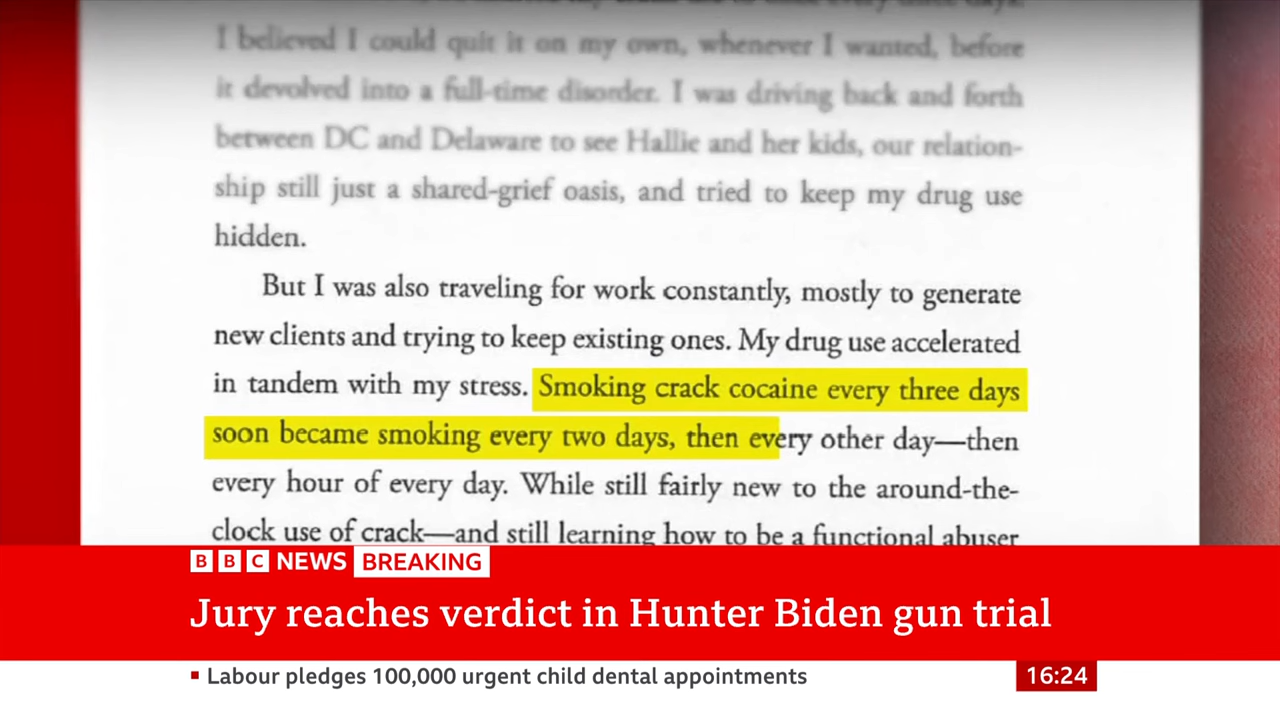 I believed I could quit it on my own, whenever I wanted, before
it devolved into a full-time disorder. I was driving back and forth
between DC and Delaware to see Hallie and her kids, our relation-
ship still just a shared-grief oasis, and tried to keep my drug use
hidden.
But I was also traveling for work constantly, mostly to generate
new clients and trying to keep existing ones. My drug use accelerated
in tandem with my stress. Smoking crack cocaine every three days
soon became smoking every two days, then every other day—then
every hour of every day. While still fairly new to the around-the-
clock use of crack—and still learning how to be a functional abuser
BBC NEWS BREAKING
Jury reaches verdict in Hunter Biden gun trial
Labour pledges 100,000 urgent child dental appointments
16:24